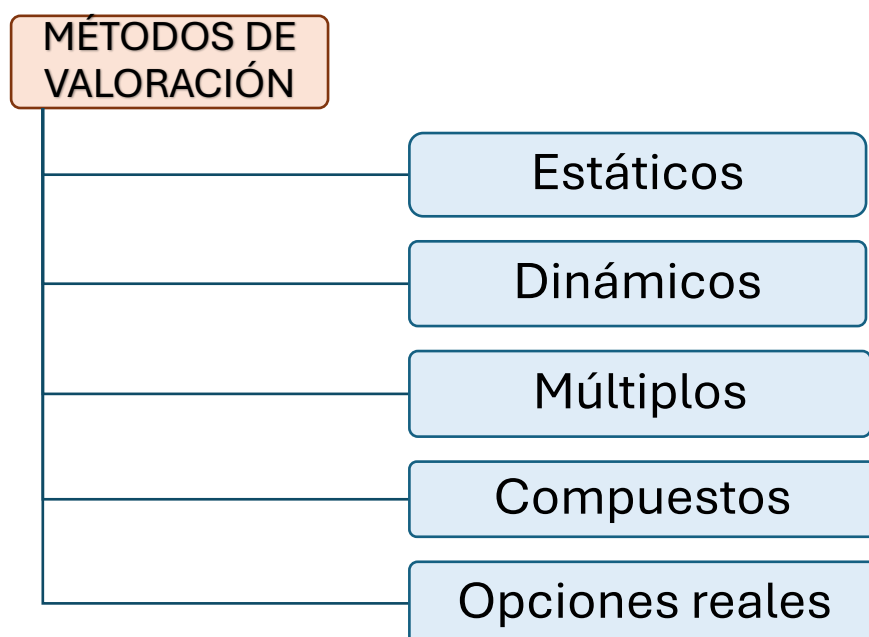 MÉTODOS DE
VALORACIÓN
Estáticos
Dinámicos
Múltiplos
Compuestos
Opciones reales